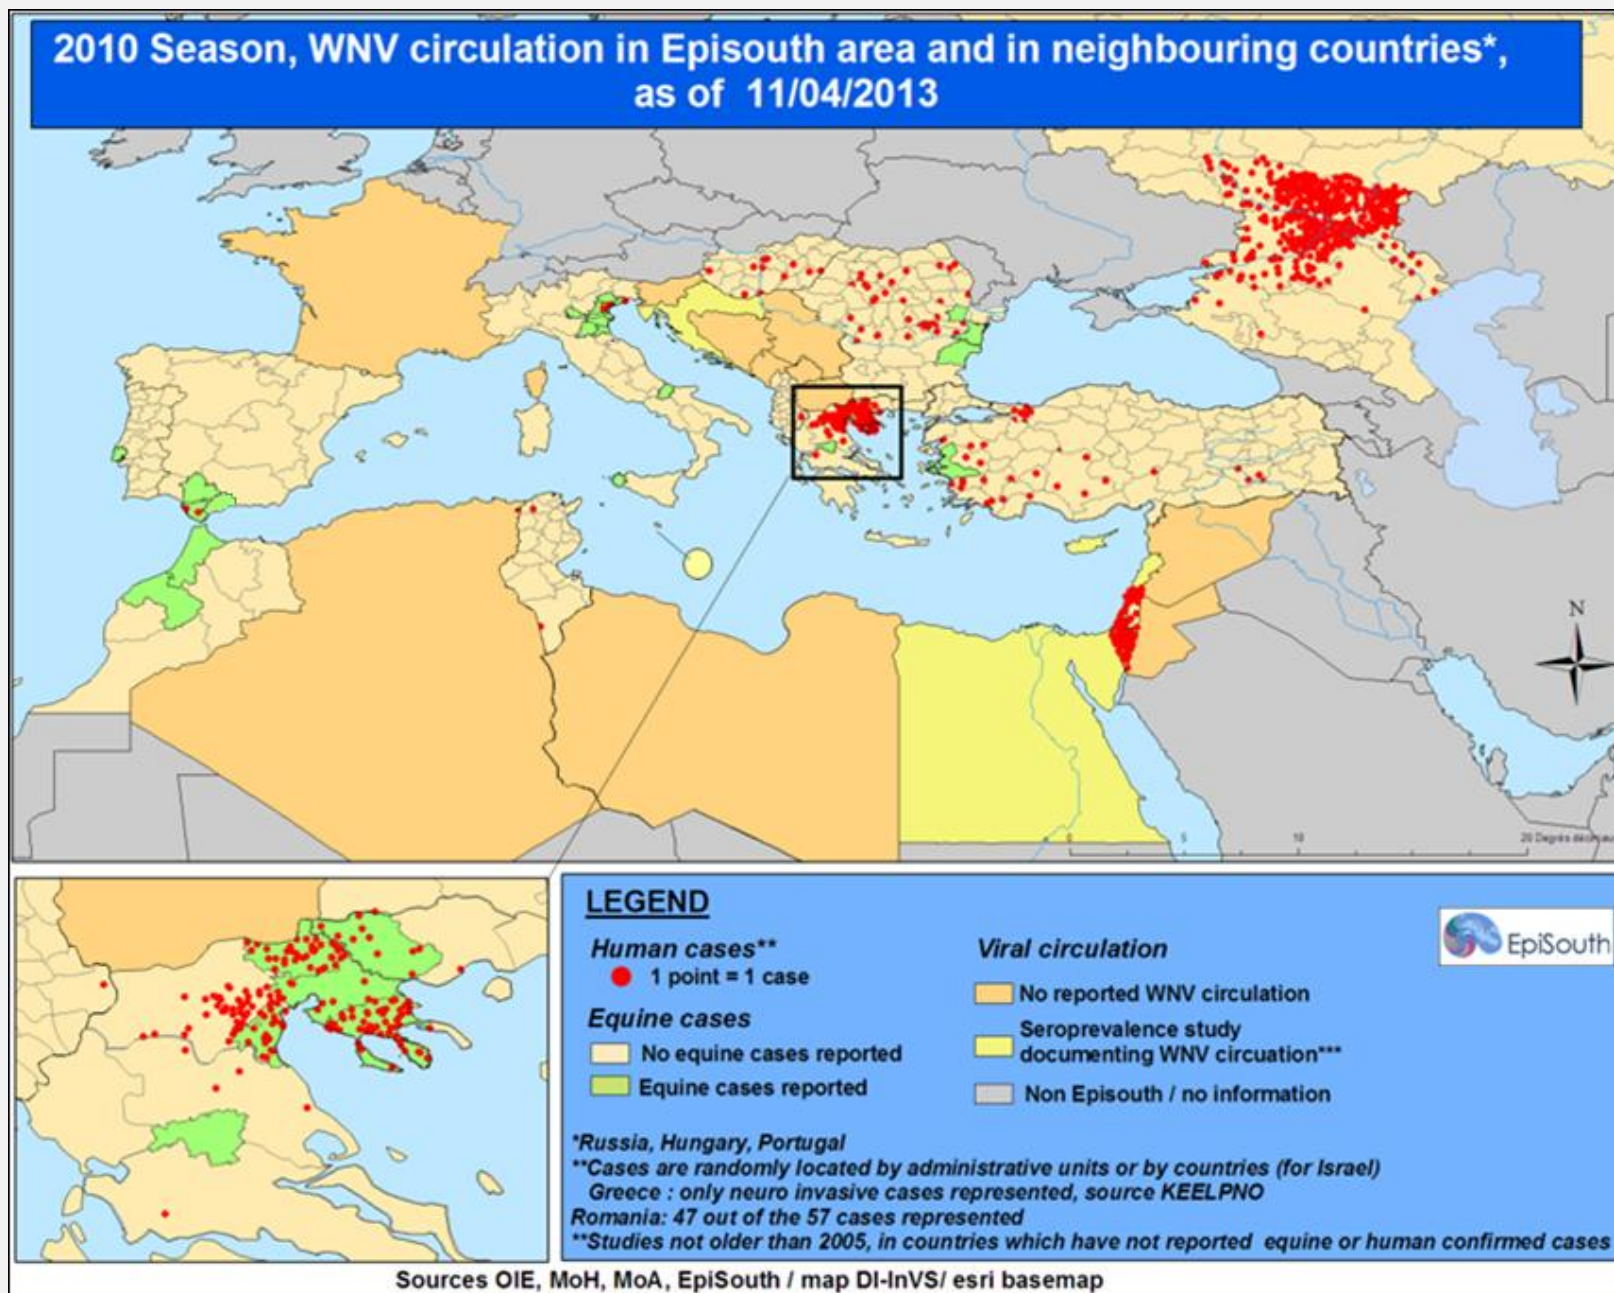 2010 Season, WNV circulation in Episouth area and in neighbouring countries*,
as of 11/04/2013
N
0 5 10 20 Degrés
LEGEND
Human cases**
1 point = 1 case
Equine cases
No equine cases reported
Equine cases reported
Viral circulation
No reported WNV circulation
Seroprevalence study
documenting WNV circuation***
Non Episouth / no information
EpiSouth
*Russia, Hungary, Portugal
**Cases are randomly located by administrative units or by countries (for Israel)
Greece : only neuro invasive cases represented, source KEELPNO
Romania: 47 out of the 57 cases represented
**Studies not older than 2005, in countries which have not reported equine or human confirmed cases
Sources OIE, MoH, MoA, EpiSouth / map DI-InVS/ esri basemap